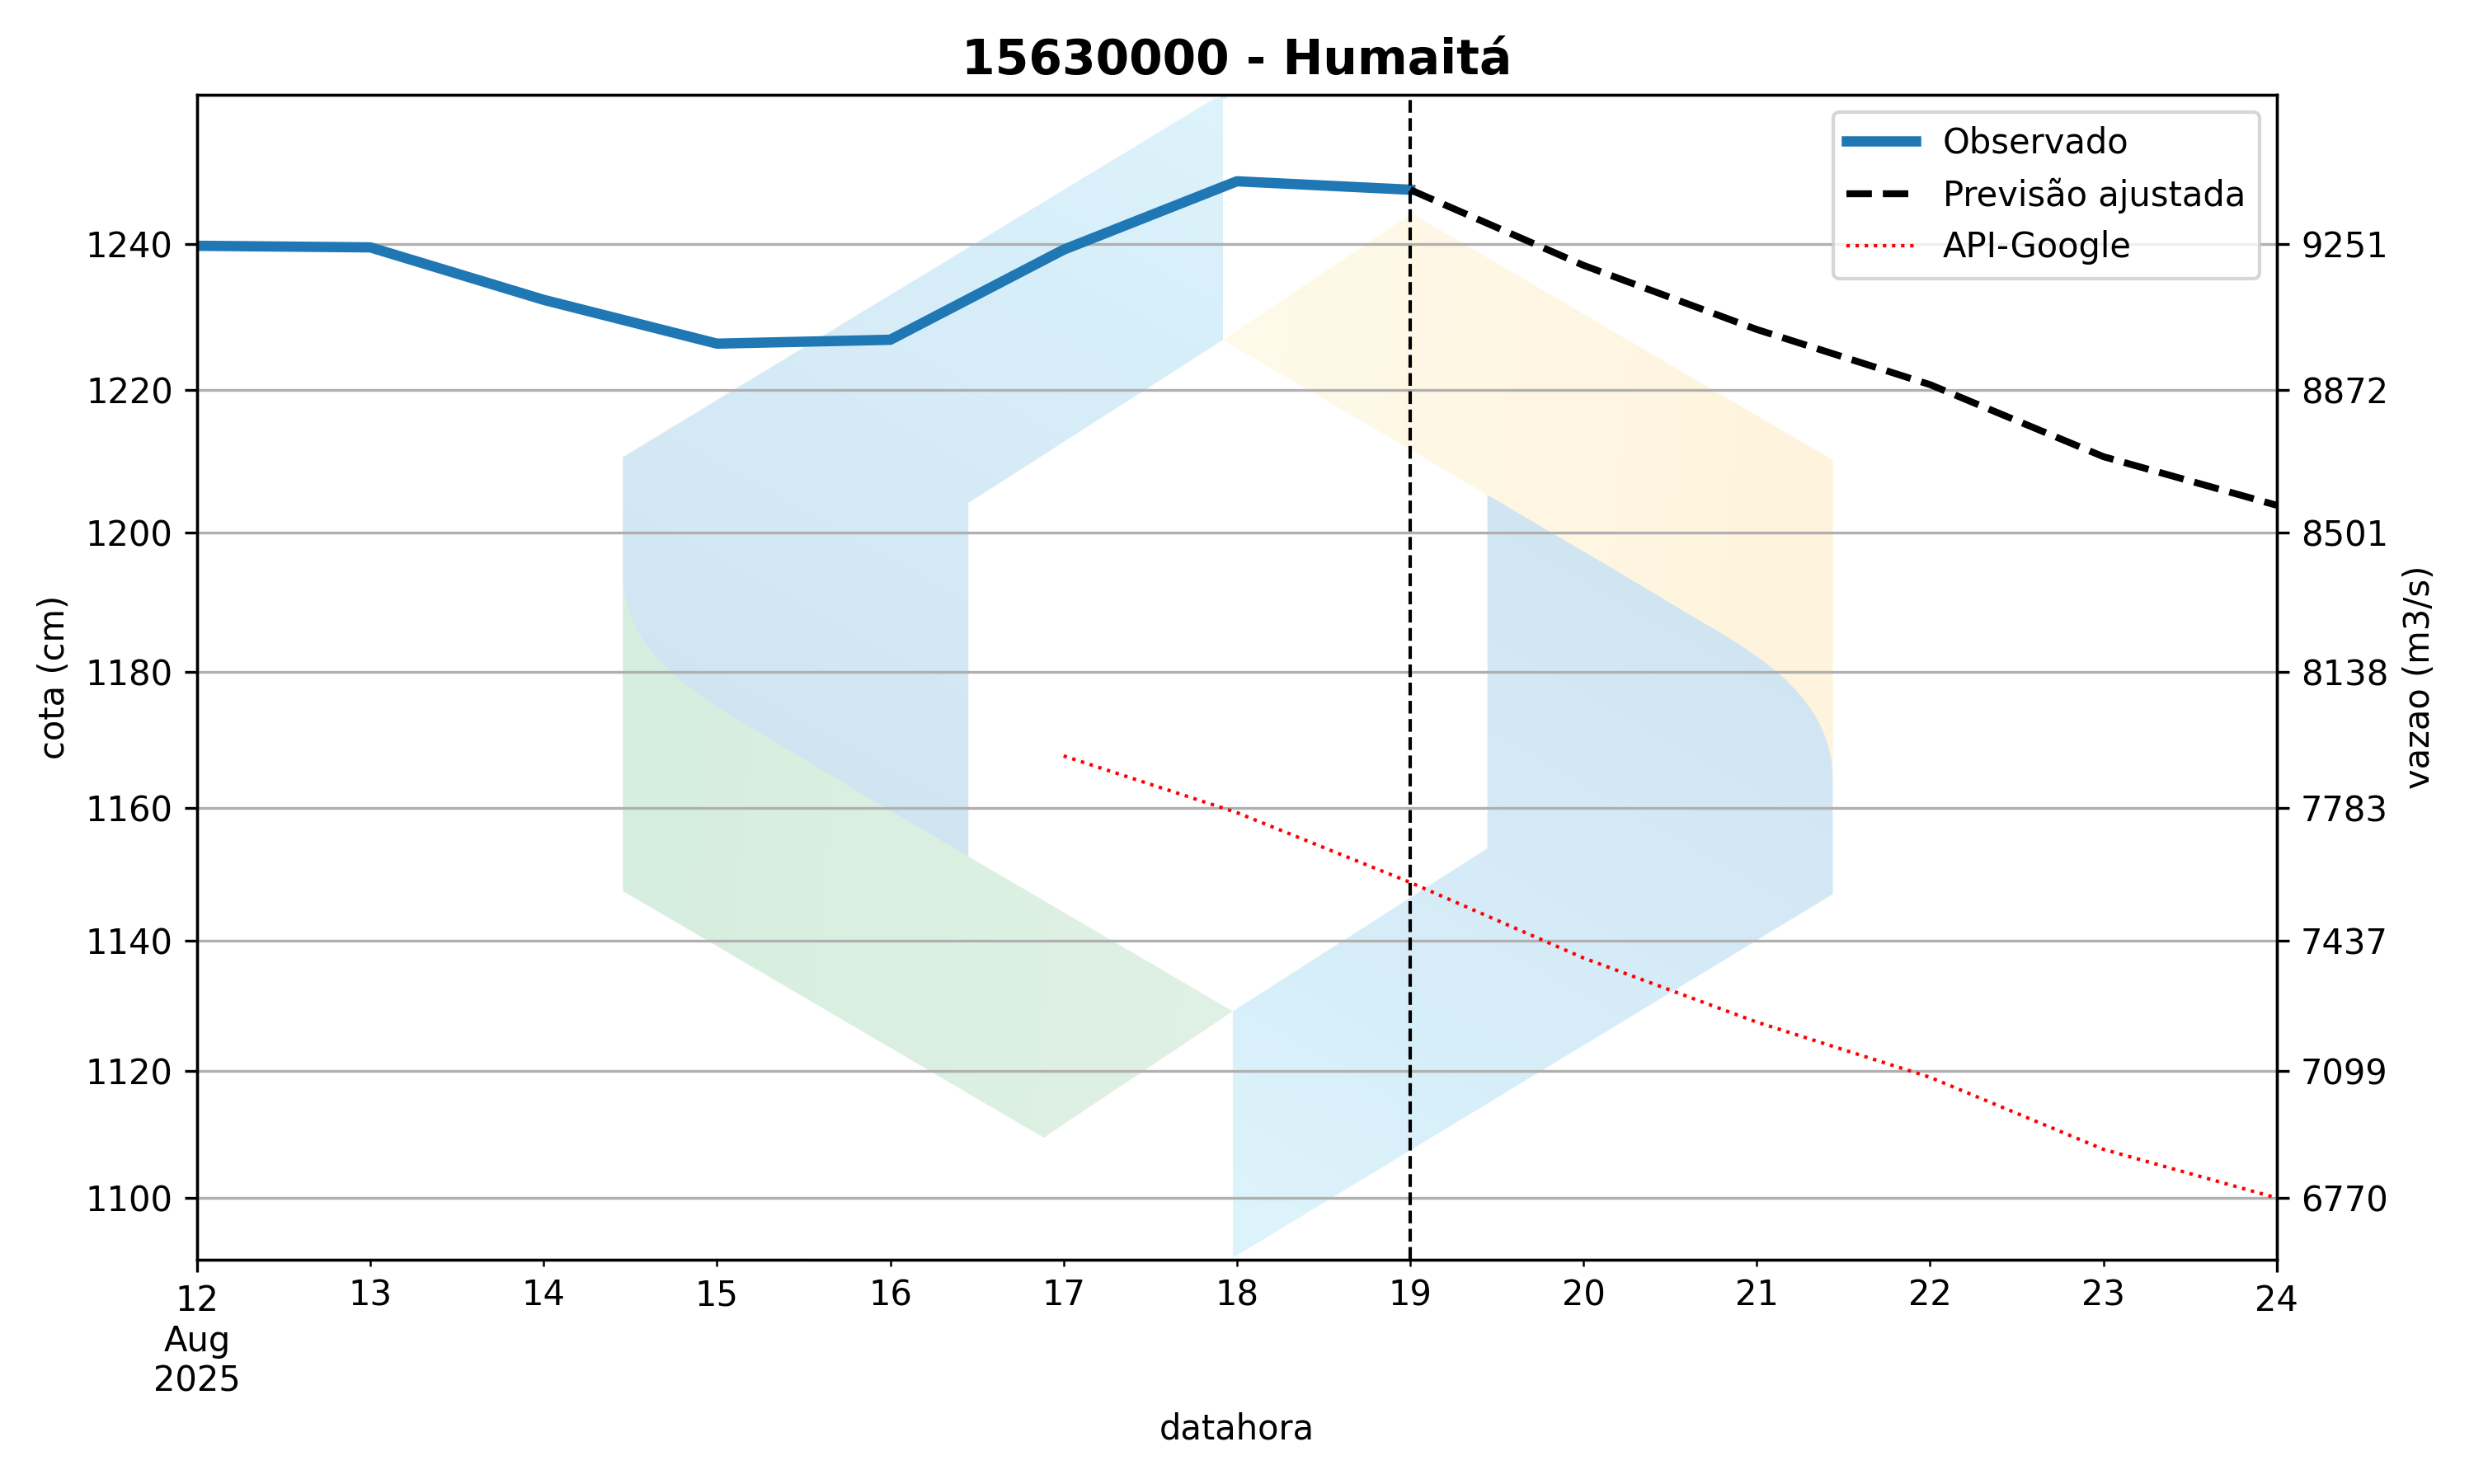 15630000 - Humaitá
Observado
Previsão ajustada
API-Google
cota (cm)
1240
1220
1200
1180
1160
1140
1120
1100
9251
8872
8501
8138
7783
7437
7099
6770
vazao (m3/s)
12 13 14 15 16 17 18 19 20 21 22 23 24
Aug
2025
datahora